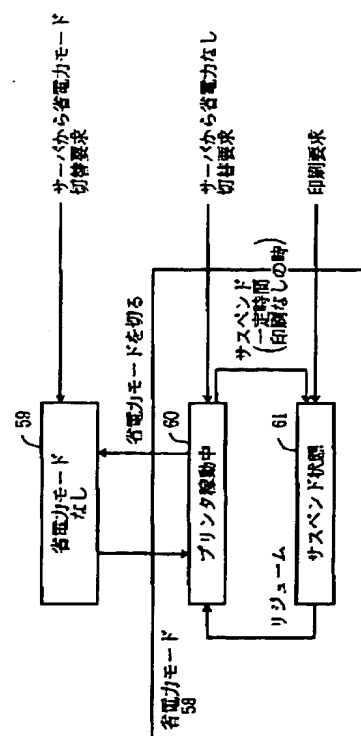 サーバから省電力モード
切替要求
59
省電力モード
なし
省電力モードを切る
省電力モード
58
サーバから省電力なし
切替要求
60
プリンタ稼動中
サスペンド
(一定時間
印刷なしの時)
リジューム
印刷要求
61
サスペンド状態